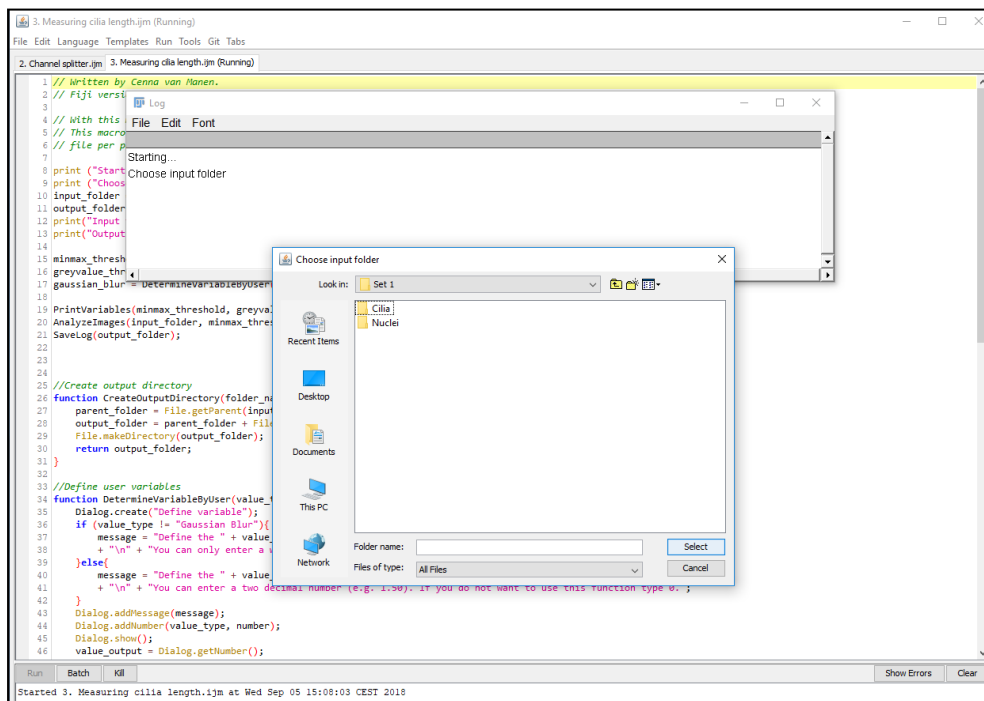 3. Measuring cilia length.ijm (Running)
File Edit Language Templates Run Tools Git Tabs
2. Channel splitter.ijm 3. Measuring cilia length.ijm (Running)
1 // Written by Cenna van Manen.
2 // Fiji versi
3
4 // With this
5 // This macro
6 // file per p
7
8 print ("Start
9 print ("Choos
10 input_folder
11 output_folder
12 print("Input
13 print("Output
14
15 minmax_thresh
16 greyvalue_thr
17 gaussian_blur = DetermineVariableByUser
18
19 PrintVariables(minmax_threshold, greyva
20 AnalyzeImages(input_folder, minmax_thres
21 SaveLog(output_folder);
22
23
24
25 //Create output directory
26 function CreateOutputDirectory(folder_na
27 parent_folder = File.getParent(input
28 output_folder = parent_folder + File
29 File.makeDirectory(output_folder);
30 return output_folder;
31 }
32
33 //Define user variables
34 function DetermineVariableByUser(value_t
35 Dialog.create("Define variable");
36 if (value_type != "Gaussian Blur"){
37 message = "Define the " + value_
38 + "\n" + "You can only enter a w
39 }else{
40 message = "Define the " + value_
41 + "\n" + "You can enter a two decimal number (e.g. 1.50). If you do not want to use this function type 0.";
42 }
43 Dialog.addMessage(message);
44 Dialog.addNumber(value_type, number);
45 Dialog.show();
46 value_output = Dialog.getNumber();
Log
File Edit Font
Starting...
Choose input folder
Choose input folder
Look in: Set 1
Recent Items
Desktop
Documents
This PC
Network
Cilia
Nuclei
Folder name:
Select
Files of type: All Files
Cancel
Run Batch Kill
Show Errors Clear
Started 3. Measuring cilia length.ijm at Wed Sep 05 15:08:03 CEST 2018